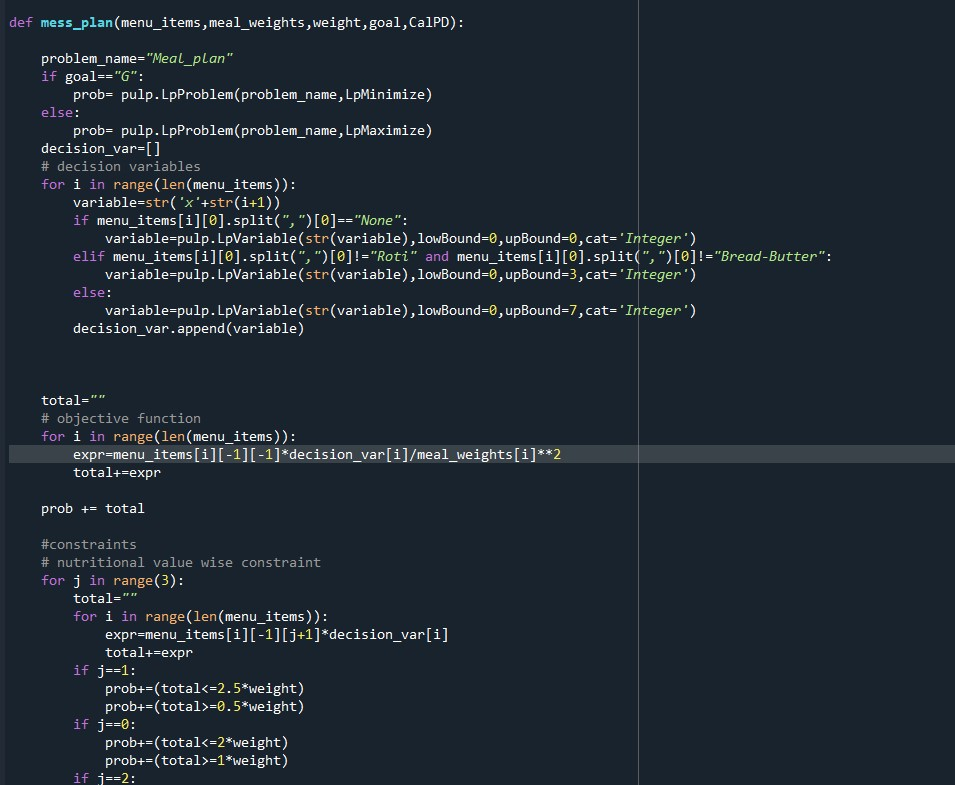 def mess_plan(menu_items,meal_weights,weight,goal,CalPD):
    problem_name="Meal_plan"
    if goal=="G":
        prob= pulp.LpProblem(problem_name,LpMinimize)
    else:
        prob= pulp.LpProblem(problem_name,LpMaximize)
    decision_var=[]
    # decision variables
    for i in range(len(menu_items)):
        variable=str('x'+str(i+1))
        if menu_items[i][0].split(",")[0]=="None":
            variable=pulp.LpVariable(str(variable),lowBound=0,upBound=0,cat='Integer')
        elif menu_items[i][0].split(",")[0]!="Roti" and menu_items[i][0].split(",")[0]!="Bread-Butter":
            variable=pulp.LpVariable(str(variable),lowBound=0,upBound=3,cat='Integer')
        else:
            variable=pulp.LpVariable(str(variable),lowBound=0,upBound=7,cat='Integer')
        decision_var.append(variable)
    total=""
    # objective function
    for i in range(len(menu_items)):
        expr=menu_items[i][-1][-1]*decision_var[i]/meal_weights[i]**2
        total+=expr
    prob += total
    #constraints
    # nutritional value wise constraint
    for j in range(3):
        total=""
        for i in range(len(menu_items)):
            expr=menu_items[i][-1][j+1]*decision_var[i]
            total+=expr
        if j==1:
            prob+=(total<=2.5*weight)
            prob+=(total>=0.5*weight)
        if j==0:
            prob+=(total<=2*weight)
            prob+=(total>=1*weight)
        if j==2: